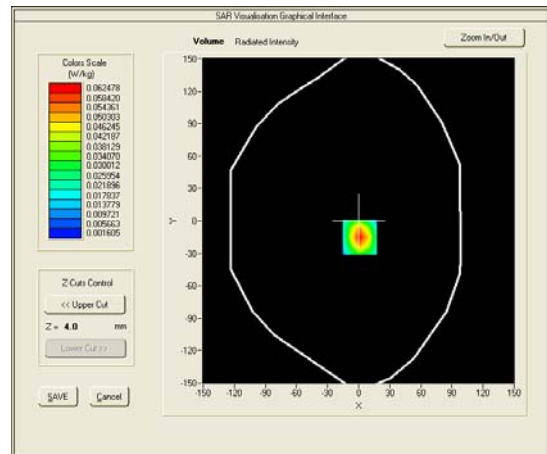 SAR Visualisation Graphical Interface
Volume Radiated Intensity
Zoom In/Out
Colors Scale
(W/kg)
0.062478
0.058420
0.054361
0.050303
0.046245
0.042187
0.038129
0.034070
0.030012
0.025954
0.021896
0.017837
0.013779
0.009721
0.005663
0.001605
Z Cuts Control
<< Upper Cut
Z = 4.0 mm
Lower Cut >>
SAVE Cancel
150
120
90
60
30
0
-30
-60
-90
-120
-150
Y
-150 -120 -90 -60 -30 0 30 60 90 120 150
X